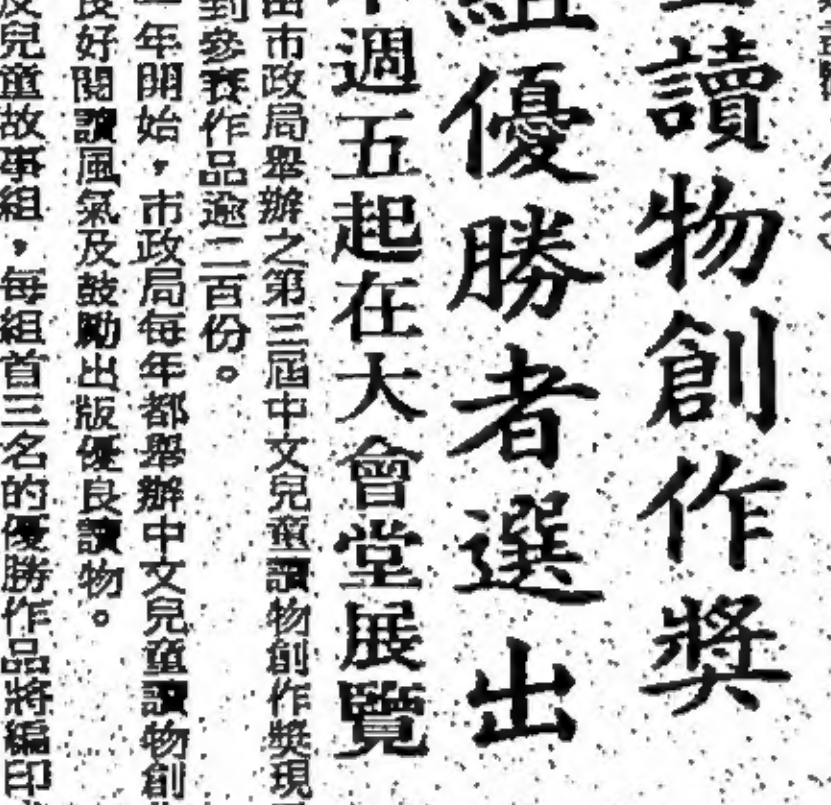 讀物創作獎
組優勝者選出
週五起在大會堂展覽
由市政局舉辦之第三屆中文兒童讀物創作獎現
到參賽作品逾二百份。
年開始，市政局每年都舉辦中文兒童讀物創
良好閱讀風氣及鼓勵出版優良讀物。
及兒童故事組，每組首三名的優勝作品將編印